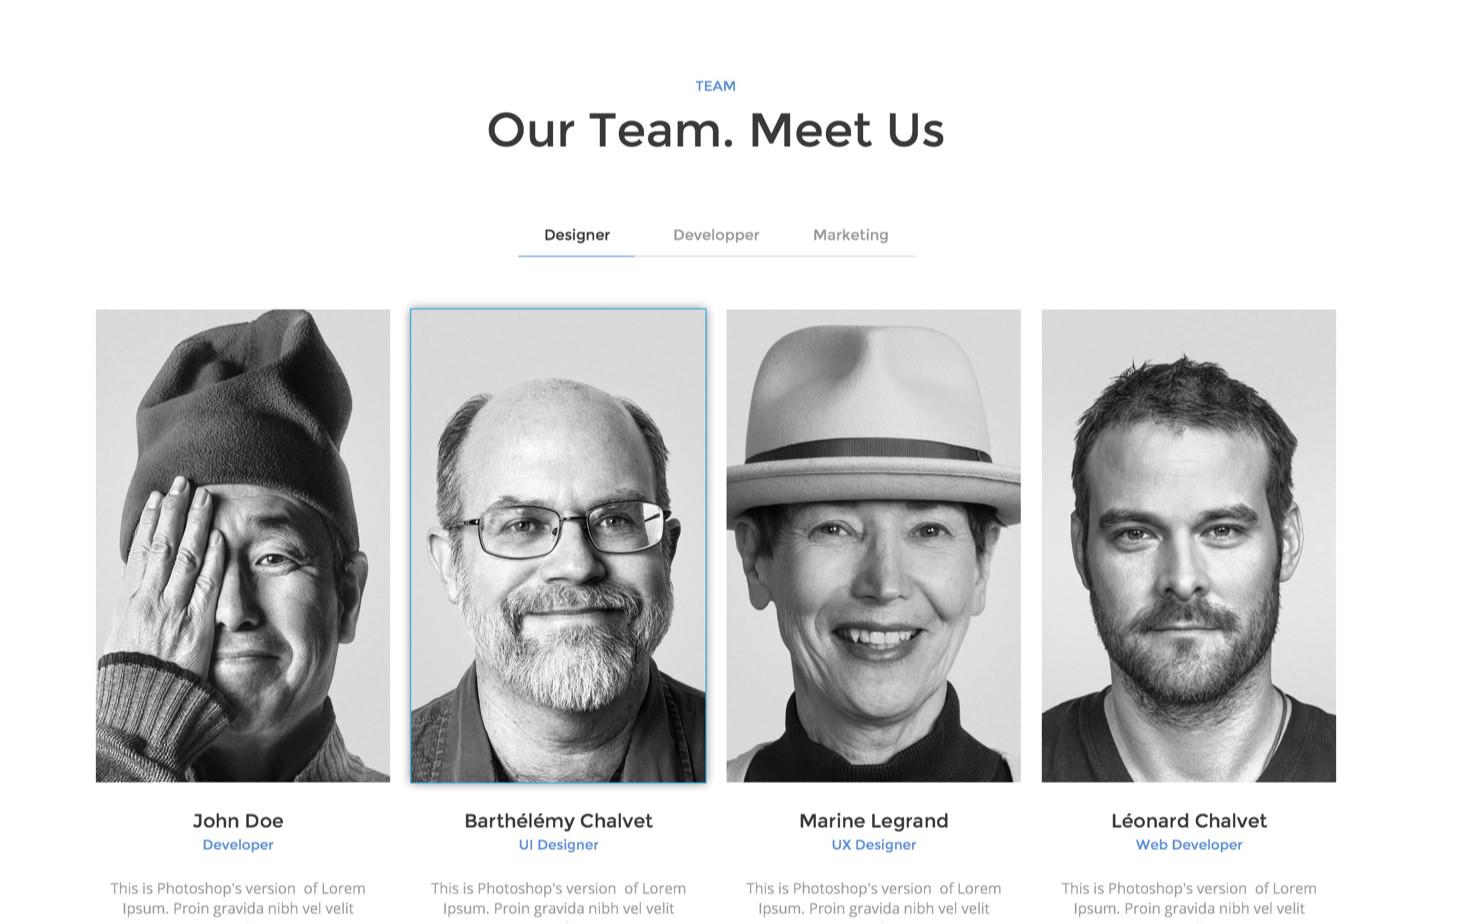 TEAM
Our Team. Meet Us
Designer Developper Marketing
John Doe
Developer
This is Photoshop's version of Lorem
Ipsum. Proin gravida nibh vel velit
Barthélémy Chalvet
UI Designer
This is Photoshop's version of Lorem
Ipsum. Proin gravida nibh vel velit
Marine Legrand
UX Designer
This is Photoshop's version of Lorem
Ipsum. Proin gravida nibh vel velit
Léonard Chalvet
Web Developer
This is Photoshop's version of Lorem
Ipsum. Proin gravida nibh vel velit